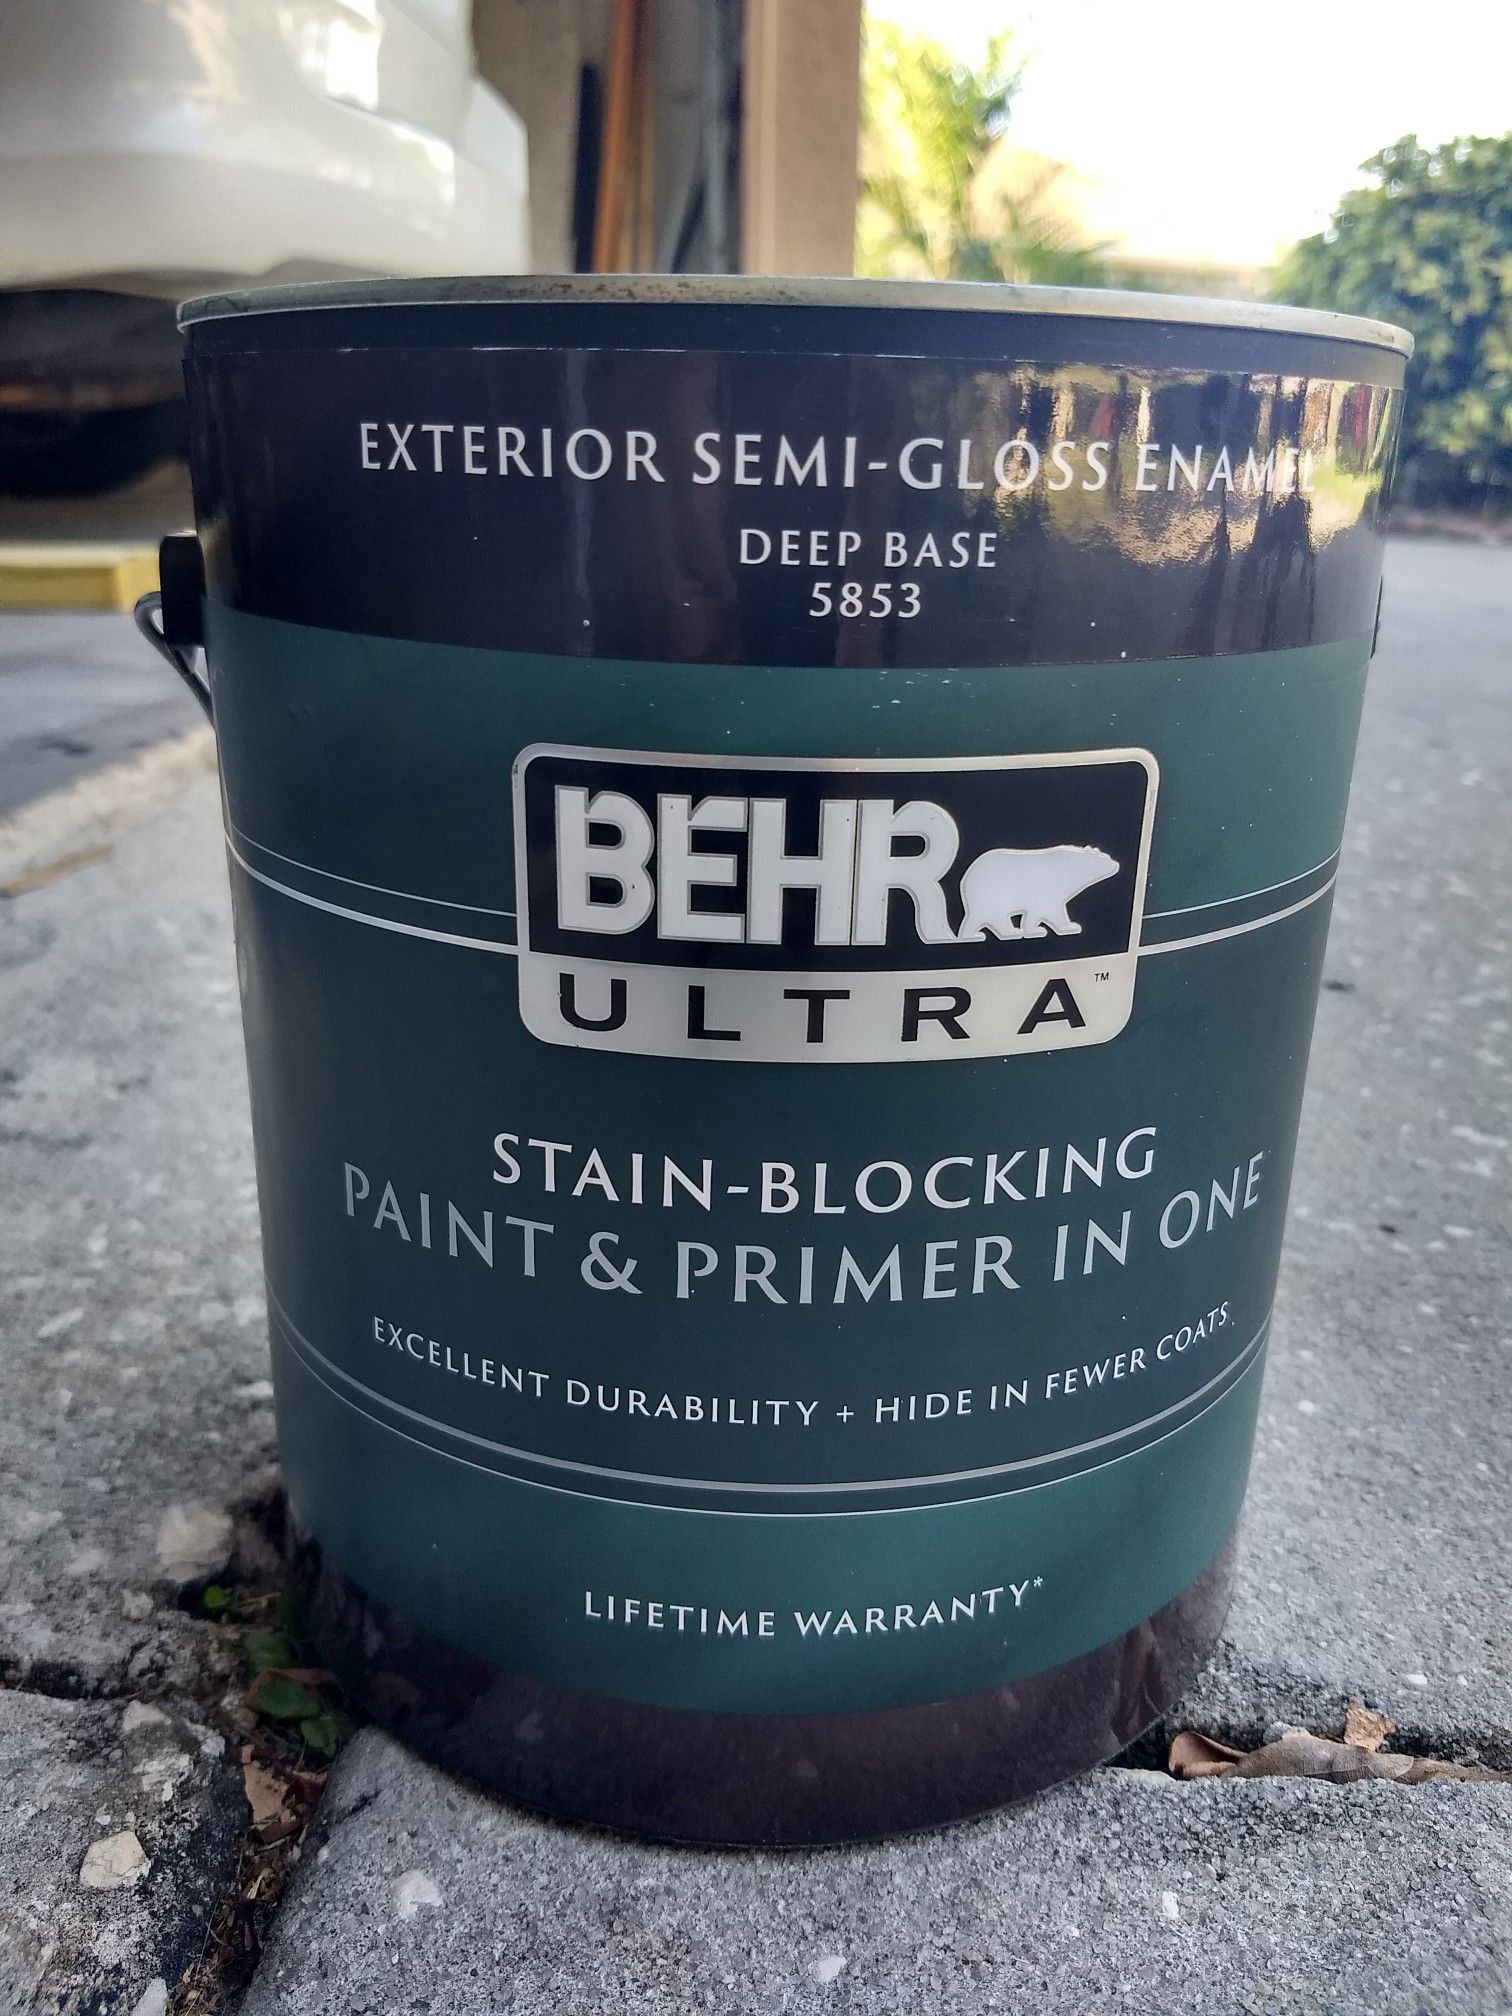 EXTERIOR SEMI-GLOSS ENAMEL
DEEP BASE
5853
BEHR
ULTRA™
STAIN-BLOCKING
PAINT & PRIMER IN ONE
EXCELLENT DURABILITY + HIDE IN FEWER COATS
LIFETIME WARRANTY*